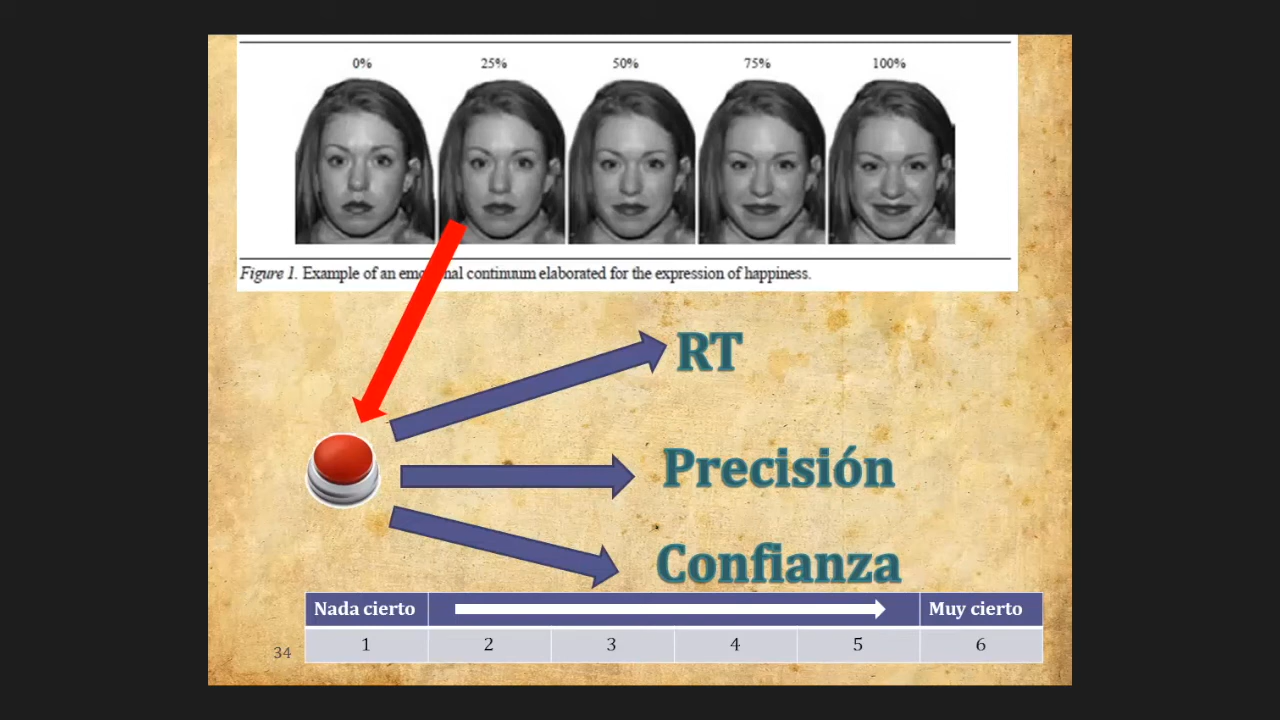 0% 25% 50% 75% 100%
Figure 1. Example of an emotional continuum elaborated for the expression of happiness.
RT
Precisión
Confianza
Nada cierto Muy cierto
1 2 3 4 5 6
34